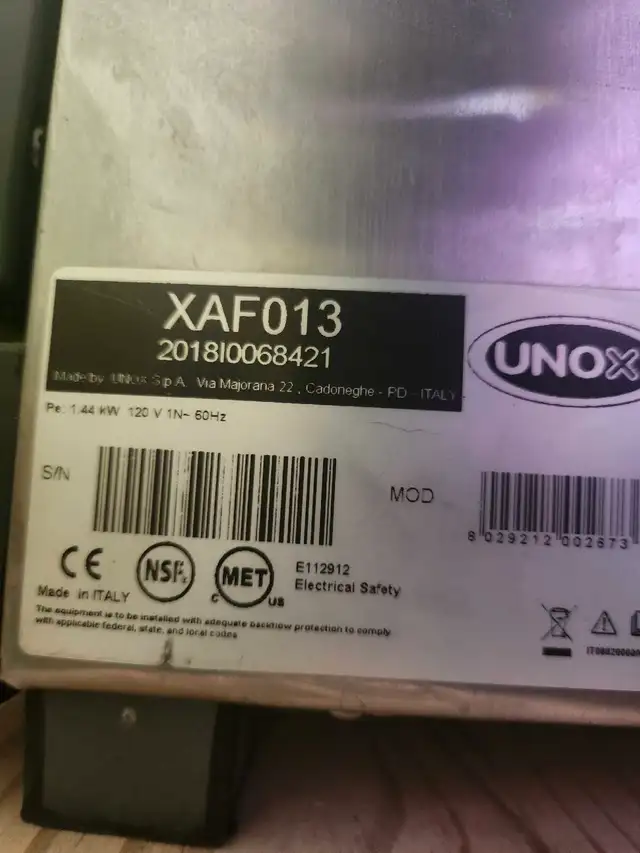 XAF013
2018I0068421
Made by UNOX S.p.A. Via Majorana 22 , Cadoneghe - PD - ITALY
UNOX
Pe: 1.44 kW 120 V 1N~ 60Hz
S/N
MOD
8 029212 002673
CE
NSF
c MET us
E112912
Electrical Safety
Made in ITALY
The equipment is to be installed with adequate backflow protection to comply
with applicable federal, state, and local codes